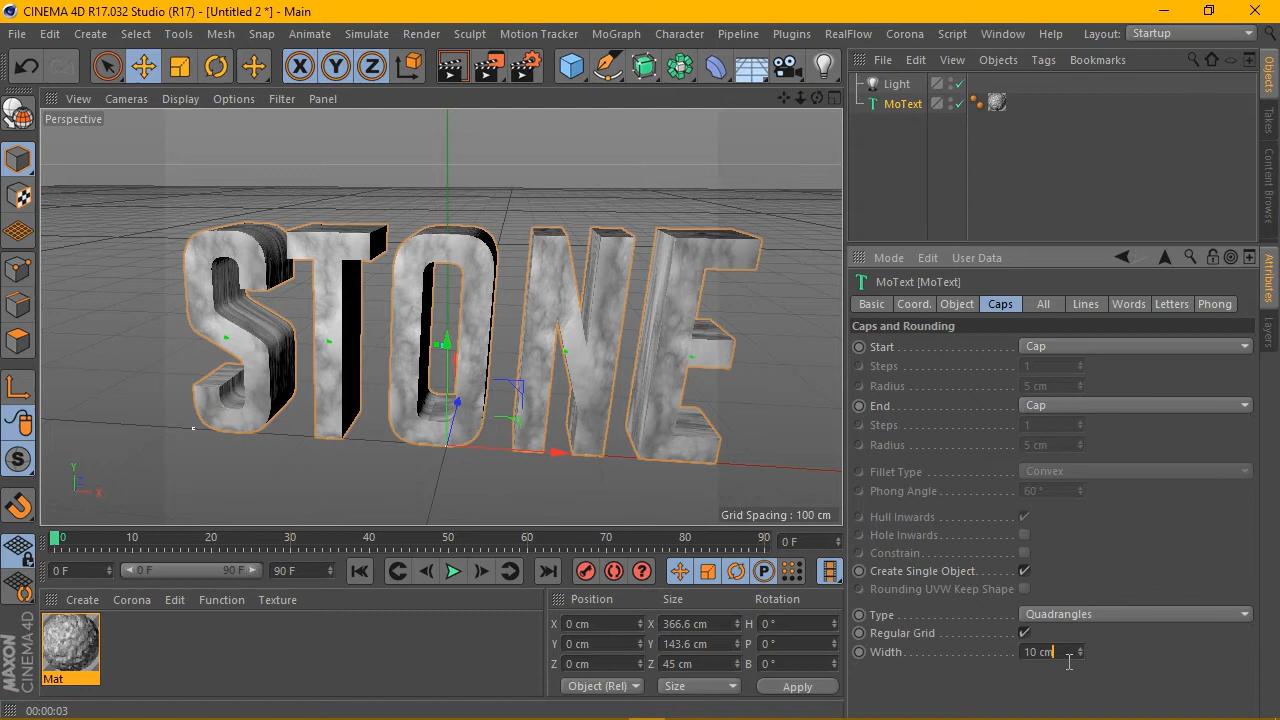 CINEMA 4D R17.032 Studio (R17) - [Untitled 2 *] - Main
File Edit Create Select Tools Mesh Snap Animate Simulate Render Sculpt Motion Tracker MoGraph Character Pipeline Plugins RealFlow Corona Script Window Help Layout: Startup
X Y Z
File Edit View Objects Tags Bookmarks
View Cameras Display Options Filter Panel
Perspective
Light
MoText
Objects
Takes
Content Browser
STONE
Y
X
Grid Spacing : 100 cm
Mode Edit User Data
MoText [MoText]
Basic Coord. Object Caps All Lines Words Letters Phong
Caps and Rounding
Start Cap
Steps 1
Radius 5 cm
End Cap
Steps 1
Radius 5 cm
Fillet Type Convex
Phong Angle 60 °
Hull Inwards
Hole Inwards
Constrain
Create Single Object
Rounding UVW Keep Shape
Type Quadrangles
Regular Grid
Width 10 cm
Attributes
Layers
S
0 10 20 30 40 50 60 70 80 90 0 F
0 F 0 F 90 F 90 F P
Create Corona Edit Function Texture
Mat
Position Size Rotation
X 0 cm X 366.6 cm H 0 °
Y 0 cm Y 143.6 cm P 0 °
Z 0 cm Z 45 cm B 0 °
Object (Rel) Size Apply
MAXON
CINEMA 4D
00:00:03